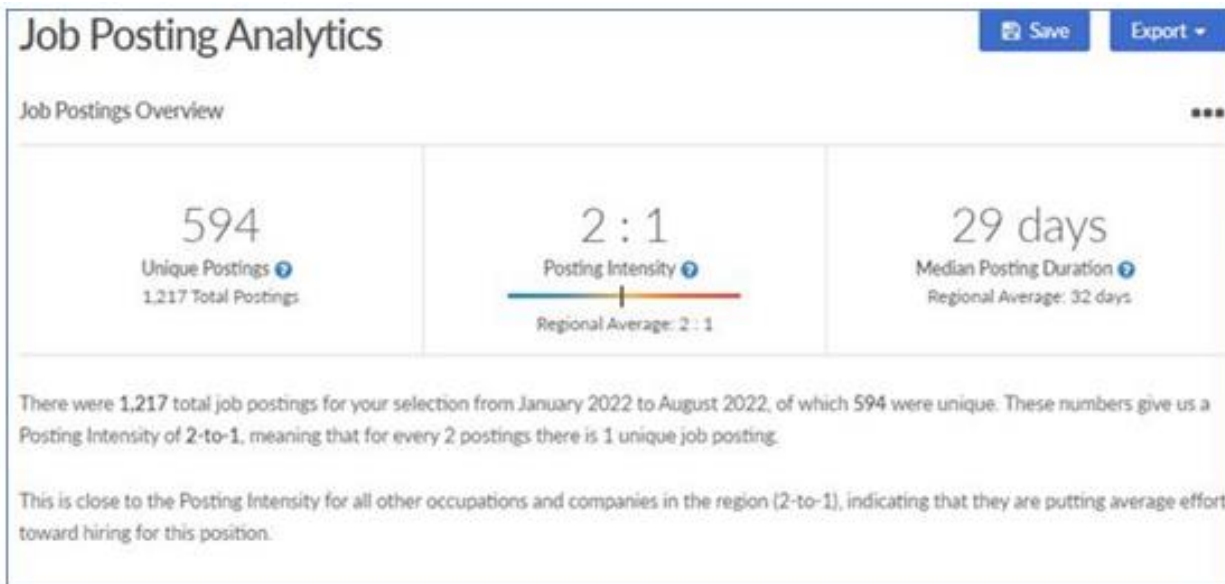 Job Posting Analytics
Save
Export
Job Postings Overview
594
Unique Postings
1,217 Total Postings
2 : 1
Posting Intensity
Regional Average: 2 : 1
29 days
Median Posting Duration
Regional Average: 32 days
There were 1,217 total job postings for your selection from January 2022 to August 2022, of which 594 were unique. These numbers give us a
Posting Intensity of 2-to-1, meaning that for every 2 postings there is 1 unique job posting.
This is close to the Posting Intensity for all other occupations and companies in the region (2-to-1), indicating that they are putting average effort
toward hiring for this position.